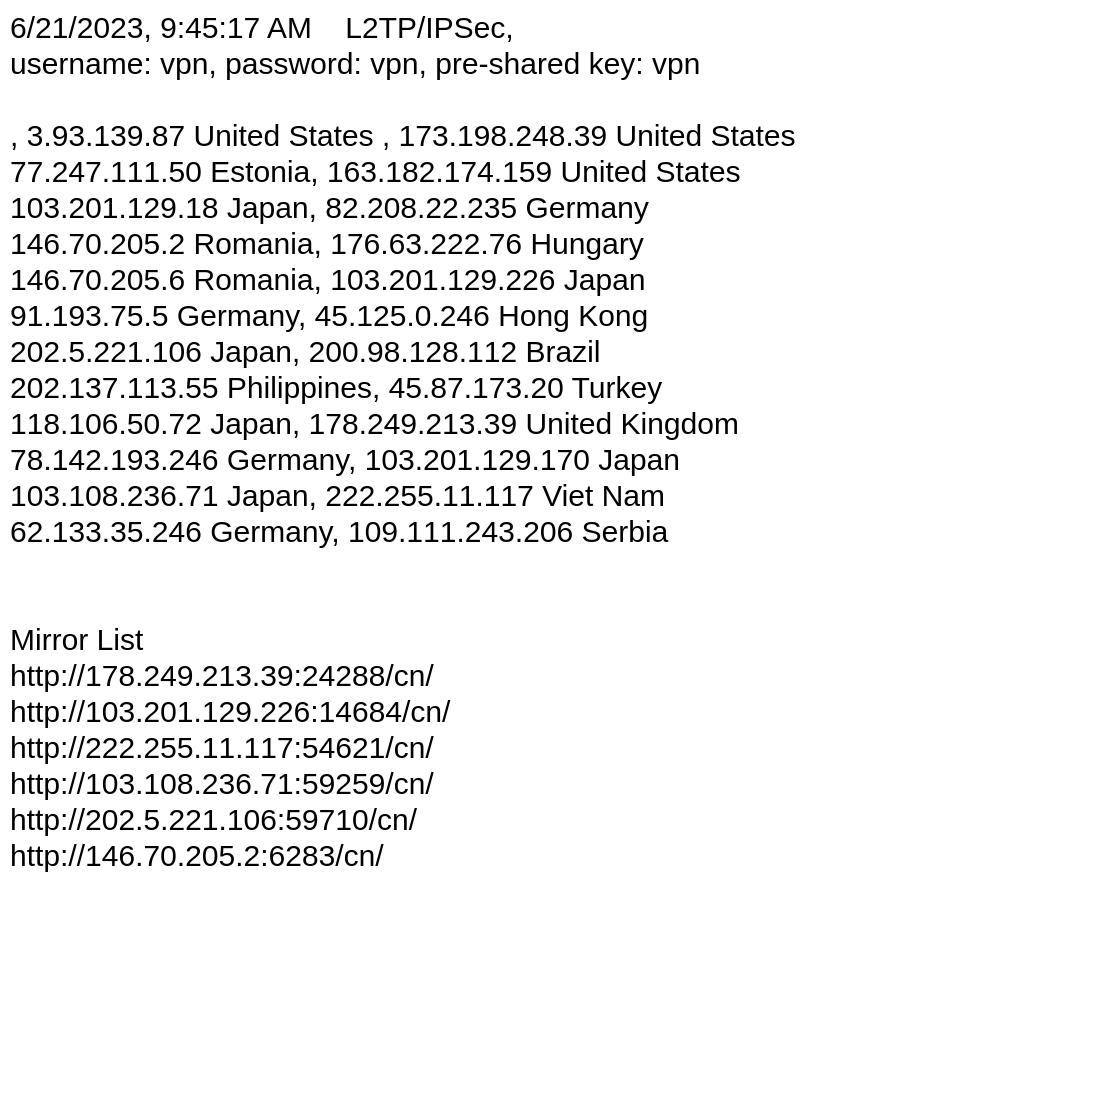 6/21/2023, 9:45:17 AM    L2TP/IPSec,
username: vpn, password: vpn, pre-shared key: vpn
, 3.93.139.87 United States , 173.198.248.39 United States
77.247.111.50 Estonia, 163.182.174.159 United States
103.201.129.18 Japan, 82.208.22.235 Germany
146.70.205.2 Romania, 176.63.222.76 Hungary
146.70.205.6 Romania, 103.201.129.226 Japan
91.193.75.5 Germany, 45.125.0.246 Hong Kong
202.5.221.106 Japan, 200.98.128.112 Brazil
202.137.113.55 Philippines, 45.87.173.20 Turkey
118.106.50.72 Japan, 178.249.213.39 United Kingdom
78.142.193.246 Germany, 103.201.129.170 Japan
103.108.236.71 Japan, 222.255.11.117 Viet Nam
62.133.35.246 Germany, 109.111.243.206 Serbia
Mirror List
http://178.249.213.39:24288/cn/
http://103.201.129.226:14684/cn/
http://222.255.11.117:54621/cn/
http://103.108.236.71:59259/cn/
http://202.5.221.106:59710/cn/
http://146.70.205.2:6283/cn/